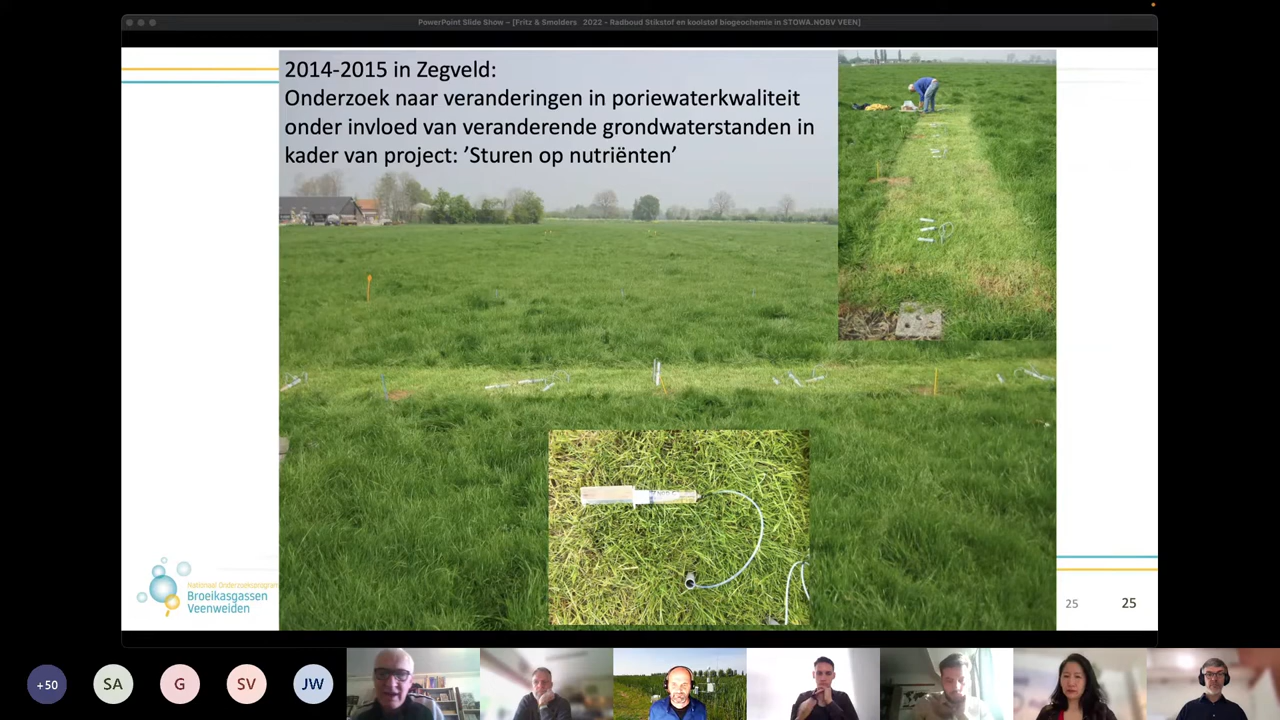 PowerPoint Slide Show – [Fritz & Smolders 2022 - Radboud Stikstof en koolstof biogeochemie in STOWA.NOBV VEEN]
2014-2015 in Zegveld:
Onderzoek naar veranderingen in poriewaterkwaliteit
onder invloed van veranderende grondwaterstanden in
kader van project: ’Sturen op nutriënten’
Nationaal Onderzoeksprogram
Broeikasgassen
Veenweiden
25
25
+50
SA
G
SV
JW